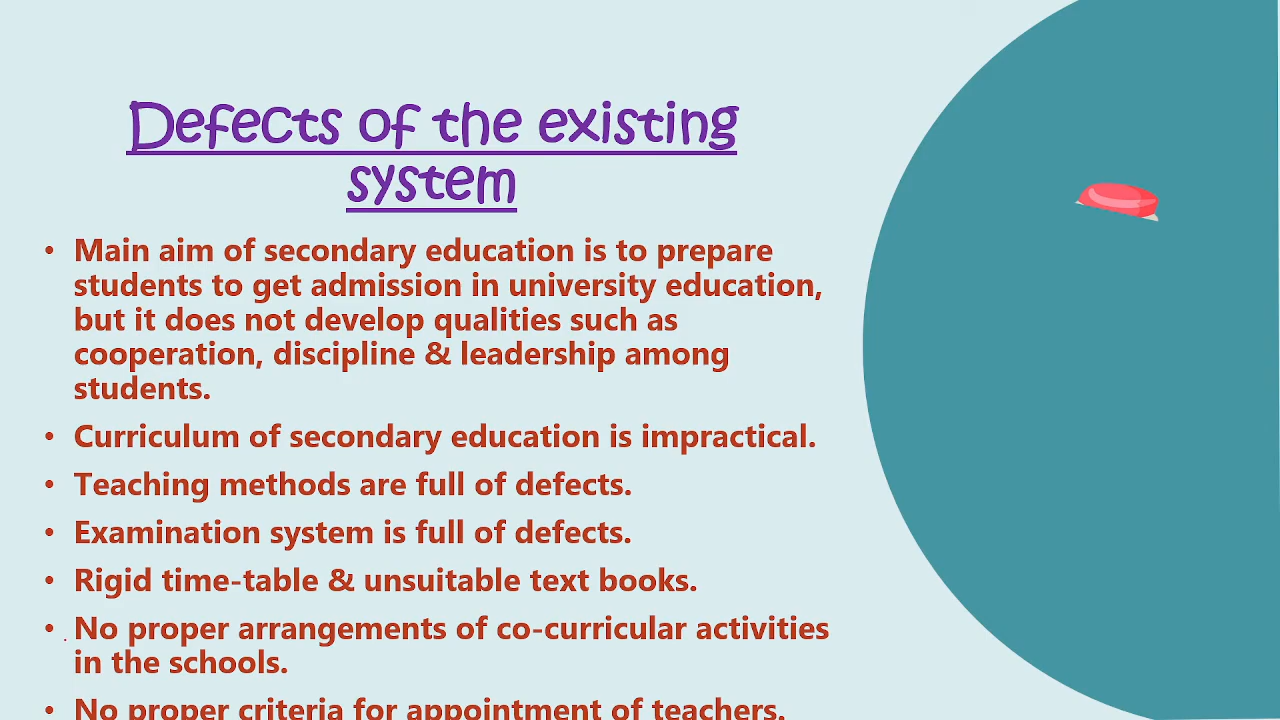 Defects of the existing
system
• Main aim of secondary education is to prepare
students to get admission in university education,
but it does not develop qualities such as
cooperation, discipline & leadership among
students.
• Curriculum of secondary education is impractical.
• Teaching methods are full of defects.
• Examination system is full of defects.
• Rigid time-table & unsuitable text books.
• No proper arrangements of co-curricular activities
in the schools.
• No proper criteria for appointment of teachers.